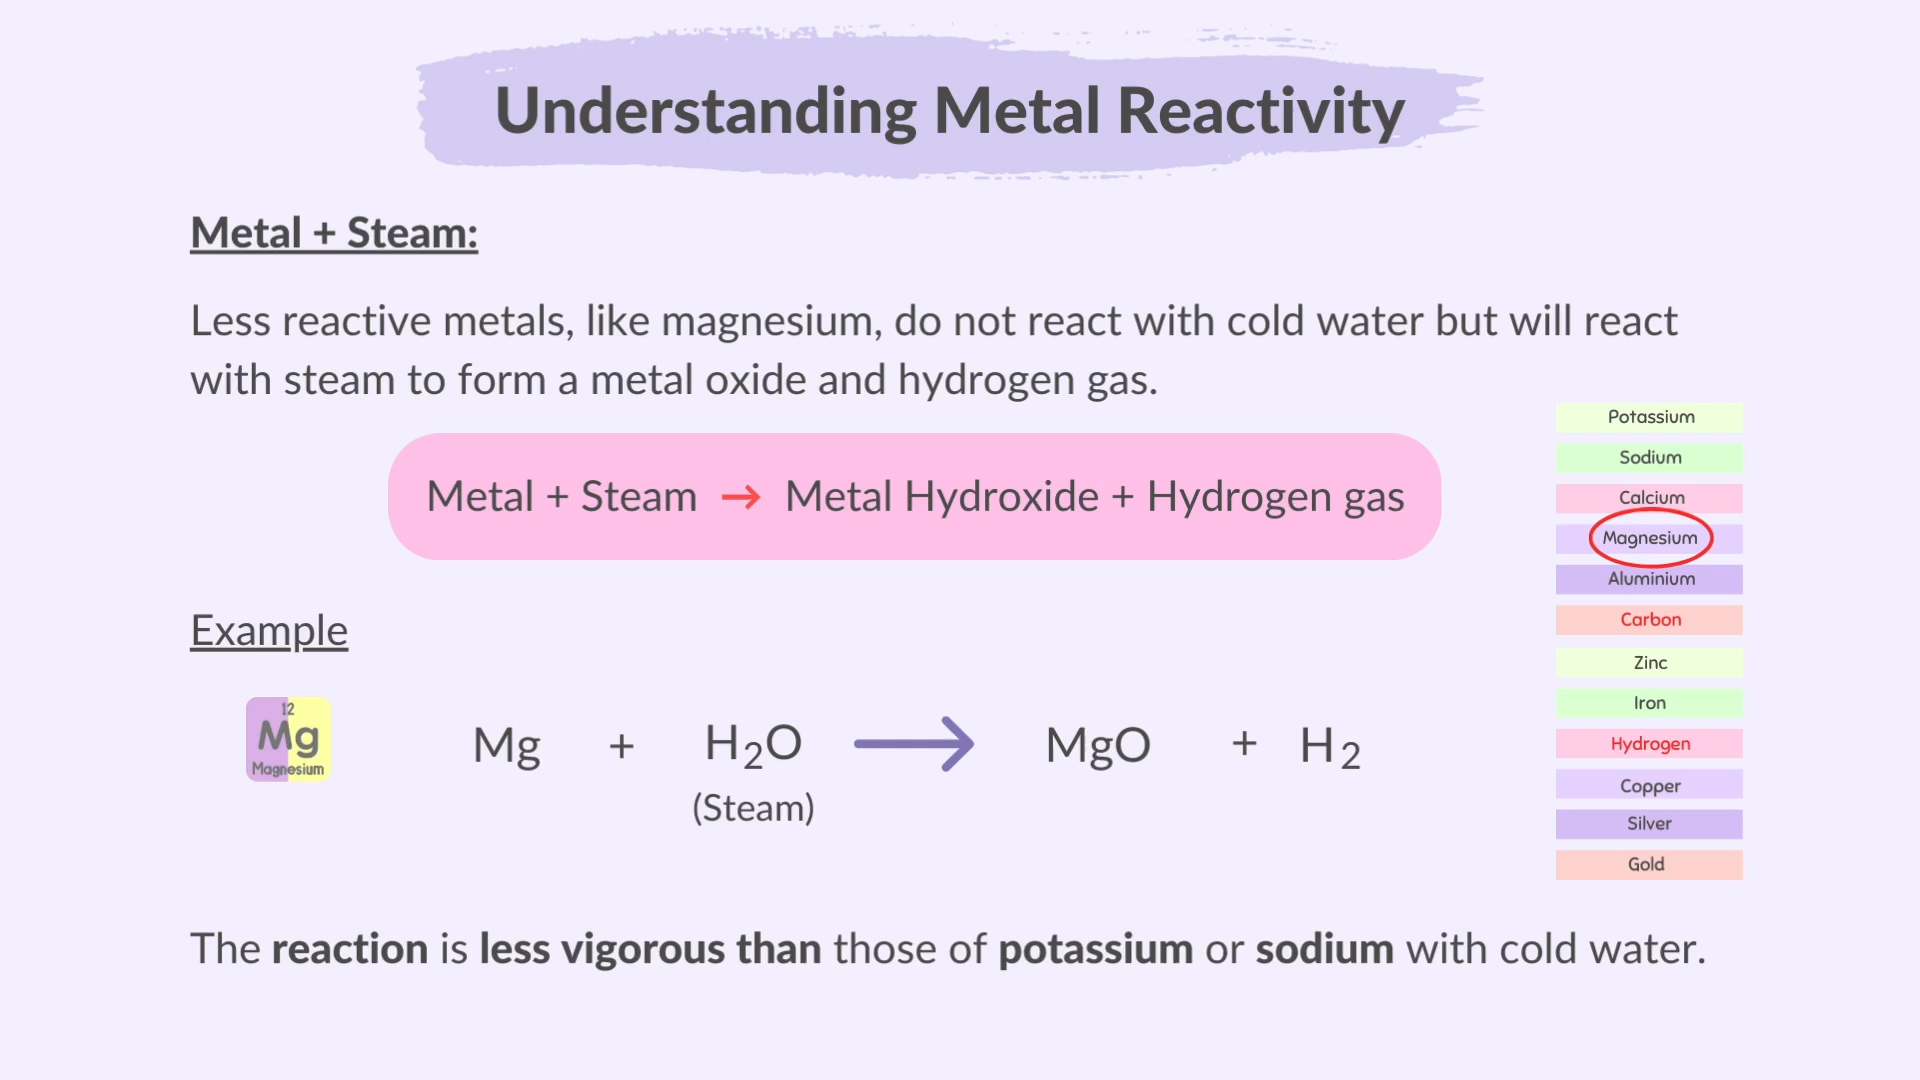 Understanding Metal Reactivity
Metal + Steam:
Less reactive metals, like magnesium, do not react with cold water but will react
with steam to form a metal oxide and hydrogen gas.
Metal + Steam → Metal Hydroxide + Hydrogen gas
Example
12
Mg
Magnesium
Mg + H₂O → MgO + H₂
(Steam)
Potassium
Sodium
Calcium
Magnesium
Aluminium
Carbon
Zinc
Iron
Hydrogen
Copper
Silver
Gold
The reaction is less vigorous than those of potassium or sodium with cold water.